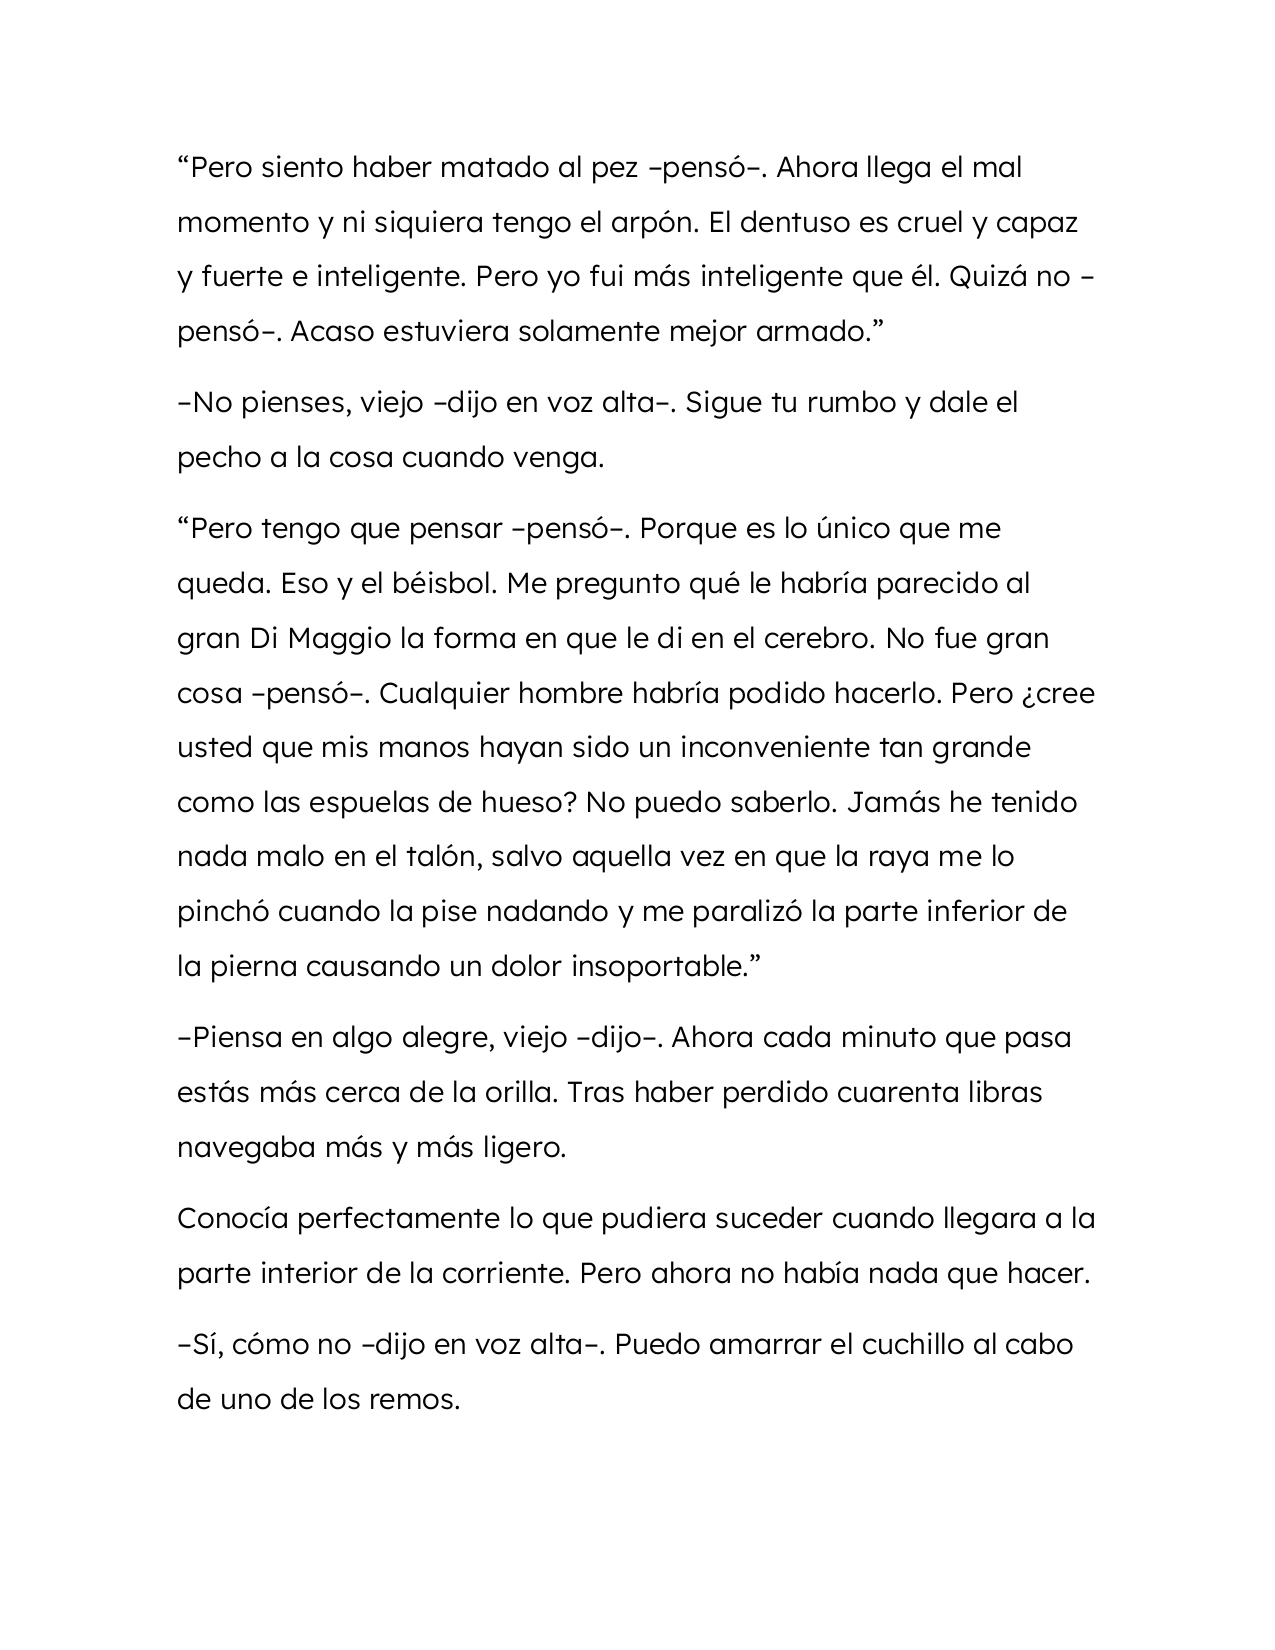 “Pero siento haber matado al pez –pensó–. Ahora llega el mal
momento y ni siquiera tengo el arpón. El dentuso es cruel y capaz
y fuerte e inteligente. Pero yo fui más inteligente que él. Quizá no –
pensó–. Acaso estuviera solamente mejor armado.”
–No pienses, viejo –dijo en voz alta–. Sigue tu rumbo y dale el
pecho a la cosa cuando venga.
“Pero tengo que pensar –pensó–. Porque es lo único que me
queda. Eso y el béisbol. Me pregunto qué le habría parecido al
gran Di Maggio la forma en que le di en el cerebro. No fue gran
cosa –pensó–. Cualquier hombre habría podido hacerlo. Pero ¿cree
usted que mis manos hayan sido un inconveniente tan grande
como las espuelas de hueso? No puedo saberlo. Jamás he tenido
nada malo en el talón, salvo aquella vez en que la raya me lo
pinchó cuando la pise nadando y me paralizó la parte inferior de
la pierna causando un dolor insoportable.”
–Piensa en algo alegre, viejo –dijo–. Ahora cada minuto que pasa
estás más cerca de la orilla. Tras haber perdido cuarenta libras
navegaba más y más ligero.
Conocía perfectamente lo que pudiera suceder cuando llegara a la
parte interior de la corriente. Pero ahora no había nada que hacer.
–Sí, cómo no –dijo en voz alta–. Puedo amarrar el cuchillo al cabo
de uno de los remos.